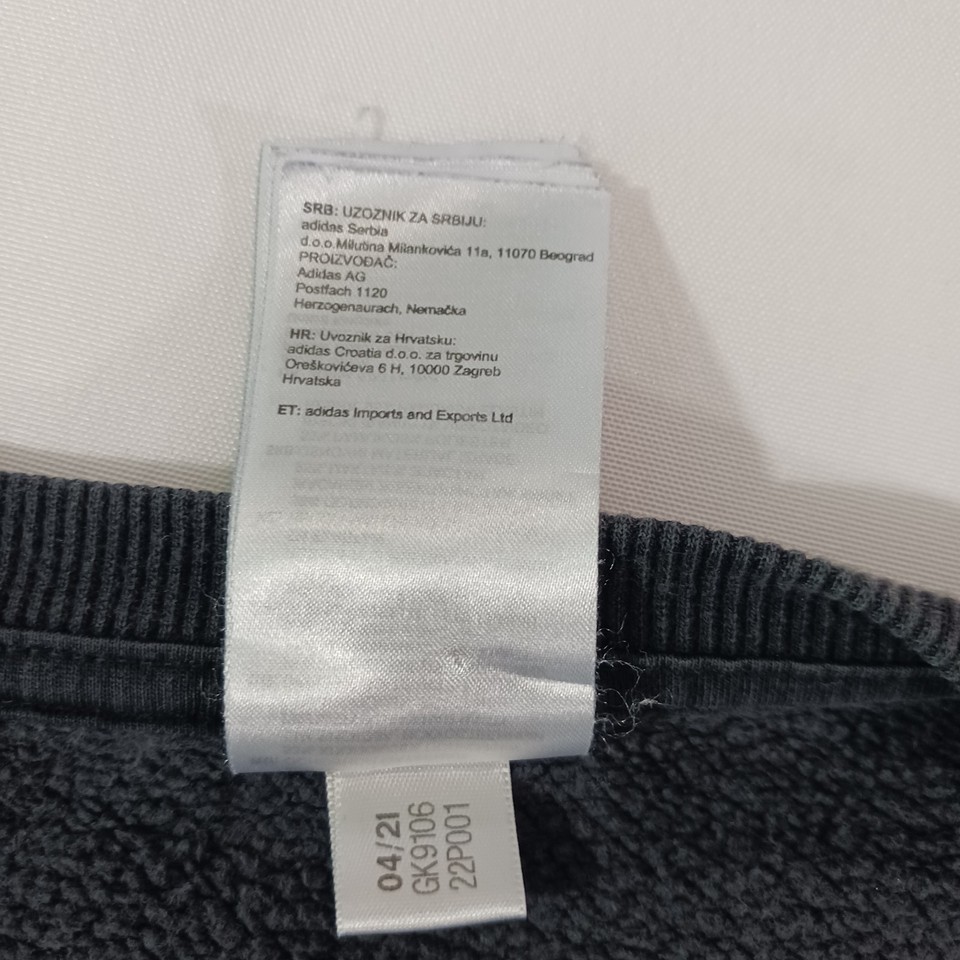 SRB: UZOZNIK ZA SRBIJU:
adidas Serbia
d.o.o.Milutina Milankovića 11a, 11070 Beograd
PROIZVOĐAČ:
Adidas AG
Postfach 1120
Herzogenaurach, Nemačka
HR: Uvoznik za Hrvatsku:
adidas Croatia d.o.o. za trgovinu
Oreškovićeva 6 H, 10000 Zagreb
Hrvatska
ET: adidas Imports and Exports Ltd
04/21
GK9106
22P001